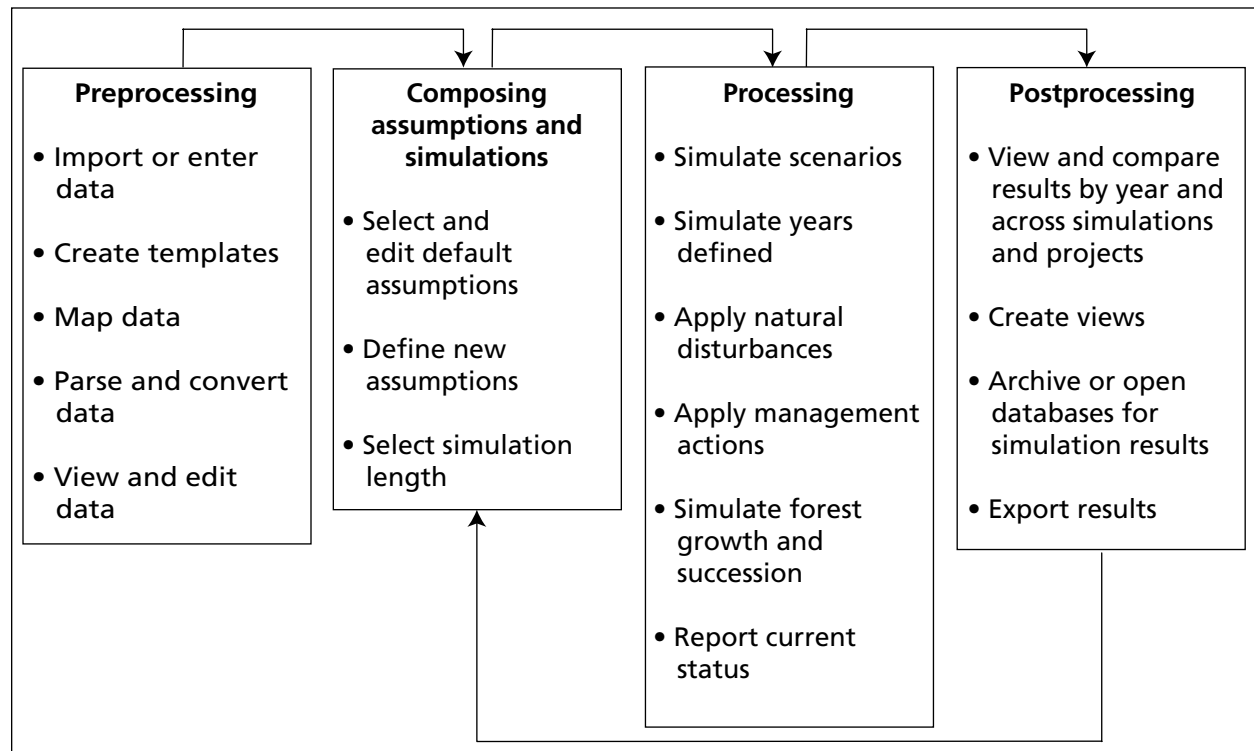 Preprocessing
• Import or enter
data
• Create templates
• Map data
• Parse and convert
data
• View and edit
data
Composing
assumptions and
simulations
• Select and
edit default
assumptions
• Define new
assumptions
• Select simulation
length
Processing
• Simulate scenarios
• Simulate years
defined
• Apply natural
disturbances
• Apply management
actions
• Simulate forest
growth and
succession
• Report current
status
Postprocessing
• View and compare
results by year and
across simulations
and projects
• Create views
• Archive or open
databases for
simulation results
• Export results